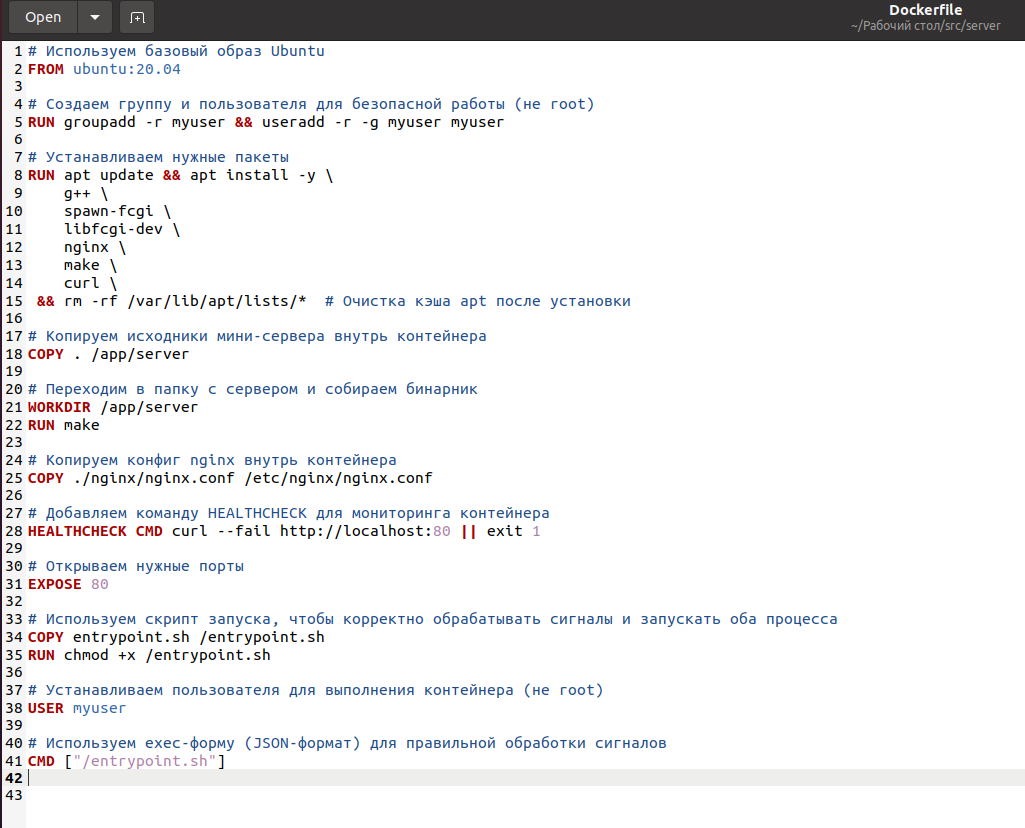 Open
Dockerfile
~/Рабочий стол/src/server
1 # Используем базовый образ Ubuntu
2 FROM ubuntu:20.04
3
4 # Создаем группу и пользователя для безопасной работы (не root)
5 RUN groupadd -r myuser && useradd -r -g myuser myuser
6
7 # Устанавливаем нужные пакеты
8 RUN apt update && apt install -y \
9     g++ \
10     spawn-fcgi \
11     libfcgi-dev \
12     nginx \
13     make \
14     curl \
15  && rm -rf /var/lib/apt/lists/*  # Очистка кэша apt после установки
16
17 # Копируем исходники мини-сервера внутрь контейнера
18 COPY . /app/server
19
20 # Переходим в папку с сервером и собираем бинарник
21 WORKDIR /app/server
22 RUN make
23
24 # Копируем конфиг nginx внутрь контейнера
25 COPY ./nginx/nginx.conf /etc/nginx/nginx.conf
26
27 # Добавляем команду HEALTHCHECK для мониторинга контейнера
28 HEALTHCHECK CMD curl --fail http://localhost:80 || exit 1
29
30 # Открываем нужные порты
31 EXPOSE 80
32
33 # Используем скрипт запуска, чтобы корректно обрабатывать сигналы и запускать оба процесса
34 COPY entrypoint.sh /entrypoint.sh
35 RUN chmod +x /entrypoint.sh
36
37 # Устанавливаем пользователя для выполнения контейнера (не root)
38 USER myuser
39
40 # Используем exec-форму (JSON-формат) для правильной обработки сигналов
41 CMD ["/entrypoint.sh"]
42
43